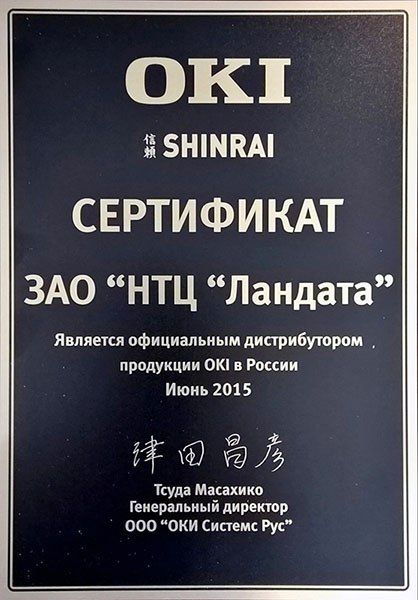 OKI
信頼 SHINRAI
СЕРТИФИКАТ
ЗАО “НТЦ “Ландата”
Является официальным дистрибутором
продукции OKI в России
Июнь 2015
津田昌彦
Тсуда Масахико
Генеральный директор
ООО “ОКИ Системс Рус”